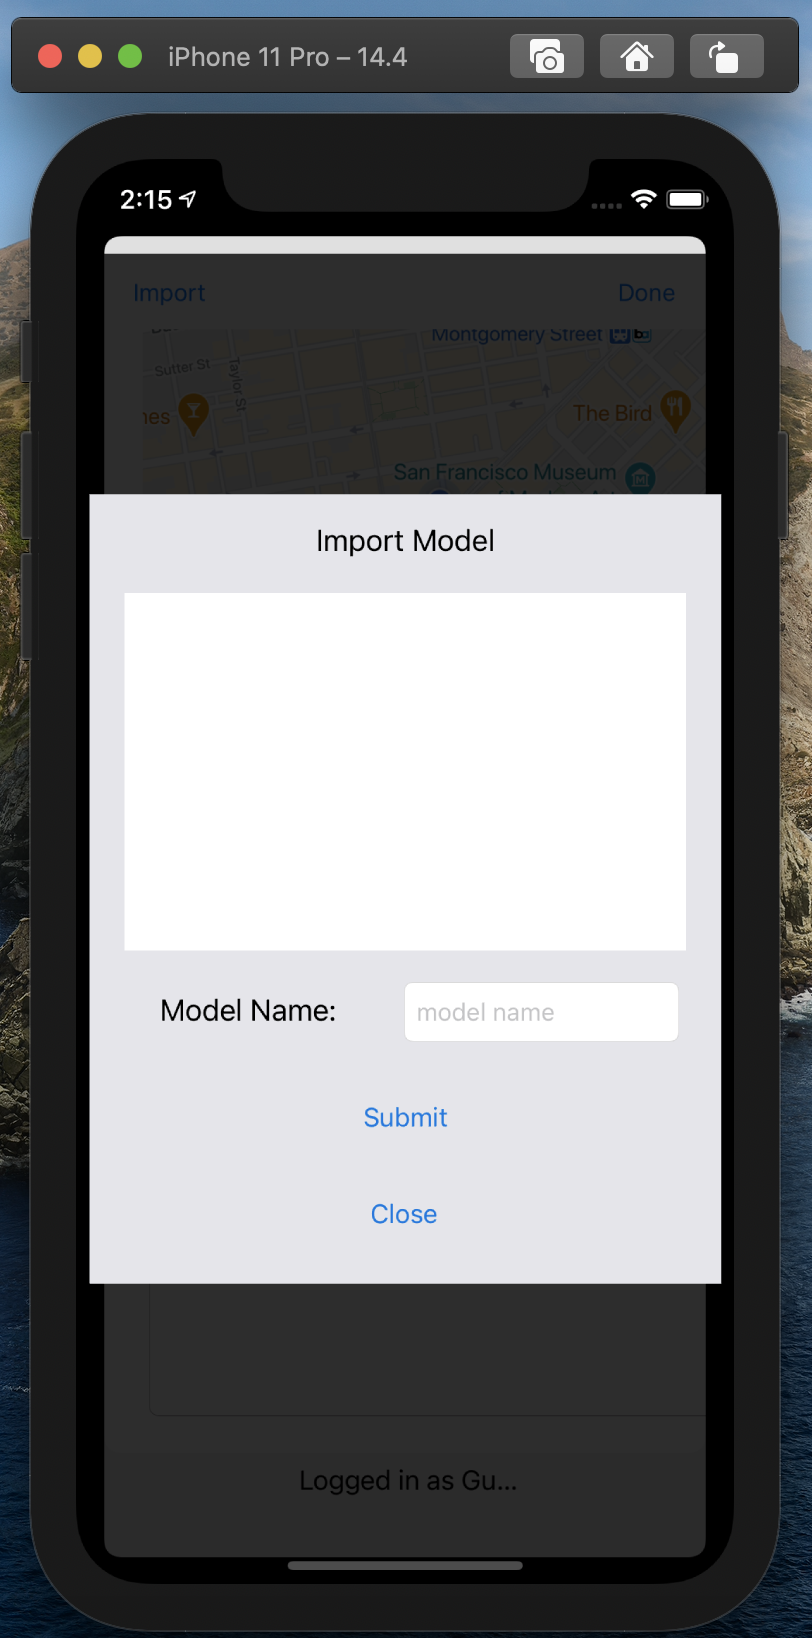 iPhone 11 Pro – 14.4
2:15
Import
Done
Montgomery Street
Sutter St
Taylor St
The Bird
San Francisco Museum
Import Model
Model Name:
model name
Submit
Close
Logged in as Gu...